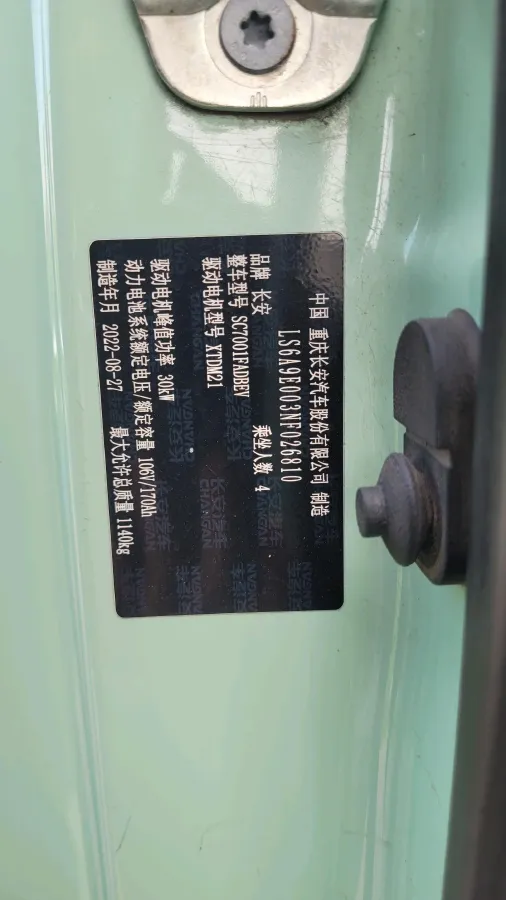 中国 重庆长安汽车股份有限公司 制造
LS6A9E003NF026810
品牌 长安 乘坐人数 4
整车型号 SC7001FADBEV
驱动电机型号 XTDM21
驱动电机峰值功率 30kW
动力电池系统额定电压 额定容量 106V/170Ah
制造年月 2022-08-27 最大允许总质量 1140kg